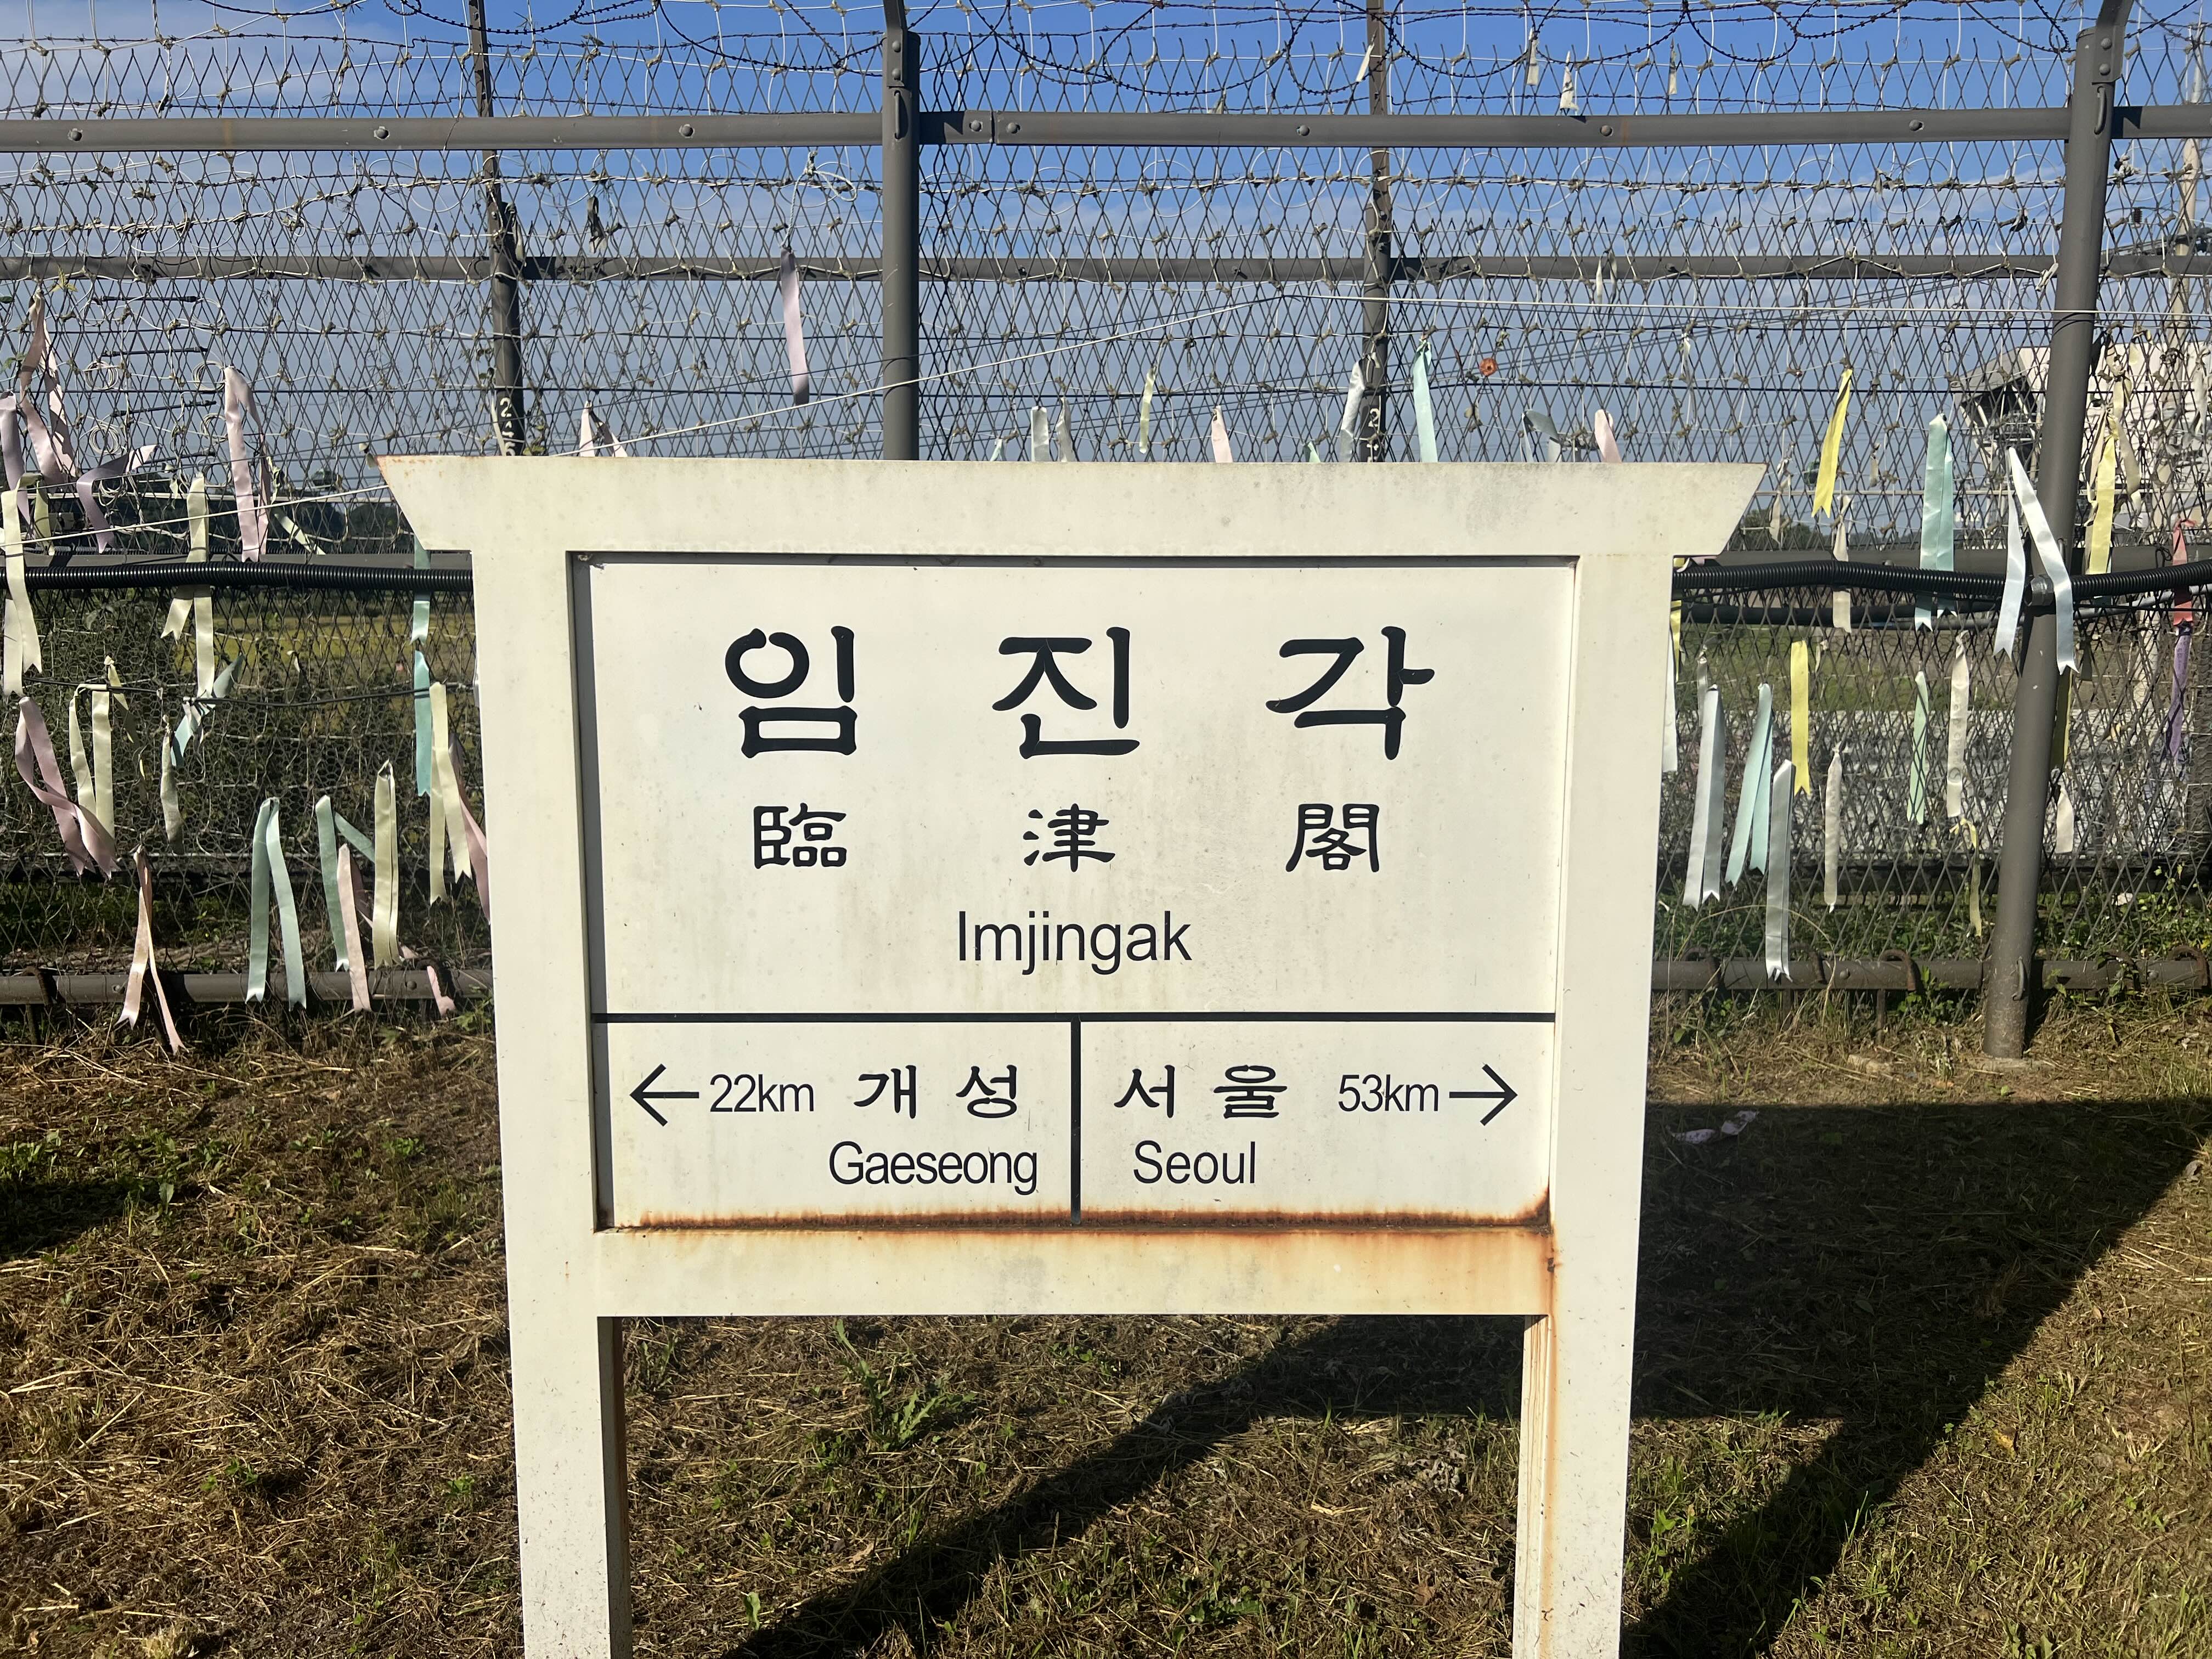 임진각
臨津閣
Imjingak
← 22km 개성
Gaeseong
서울 53km →
Seoul